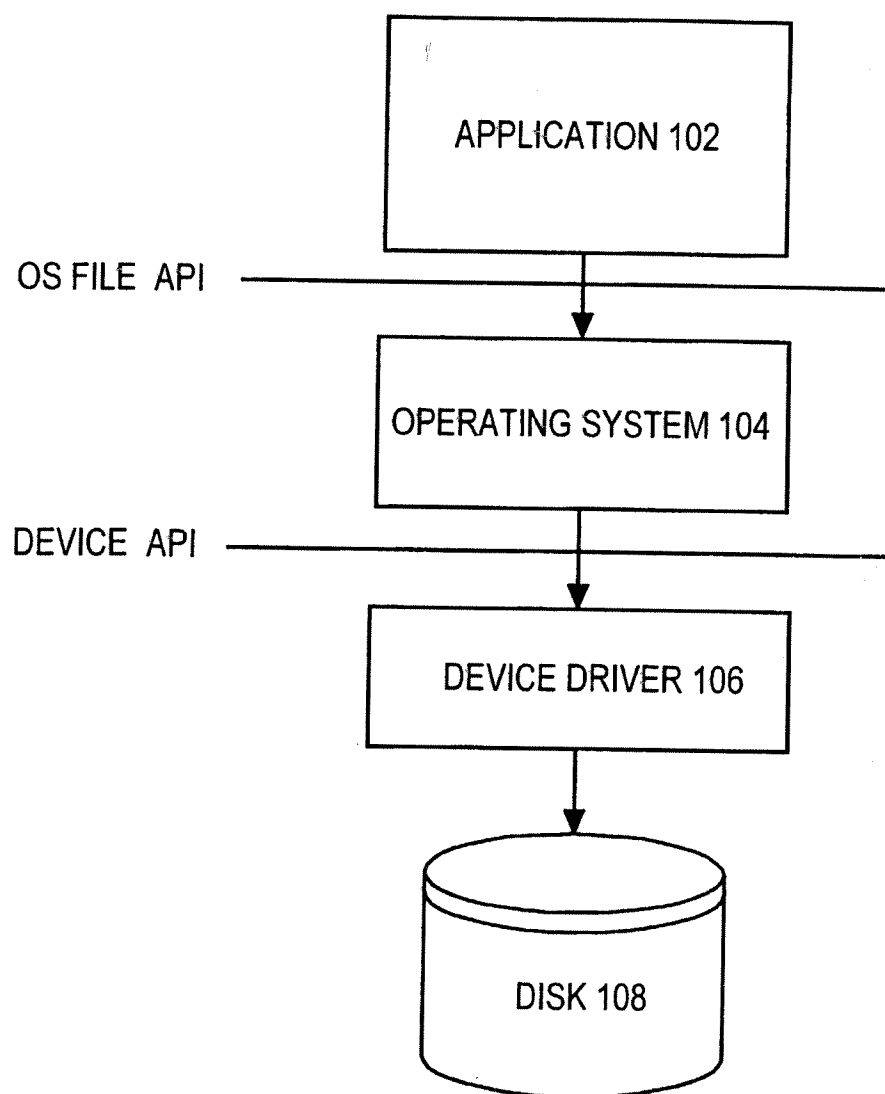 APPLICATION 102
OS FILE API
OPERATING SYSTEM 104
DEVICE API
DEVICE DRIVER 106
DISK 108